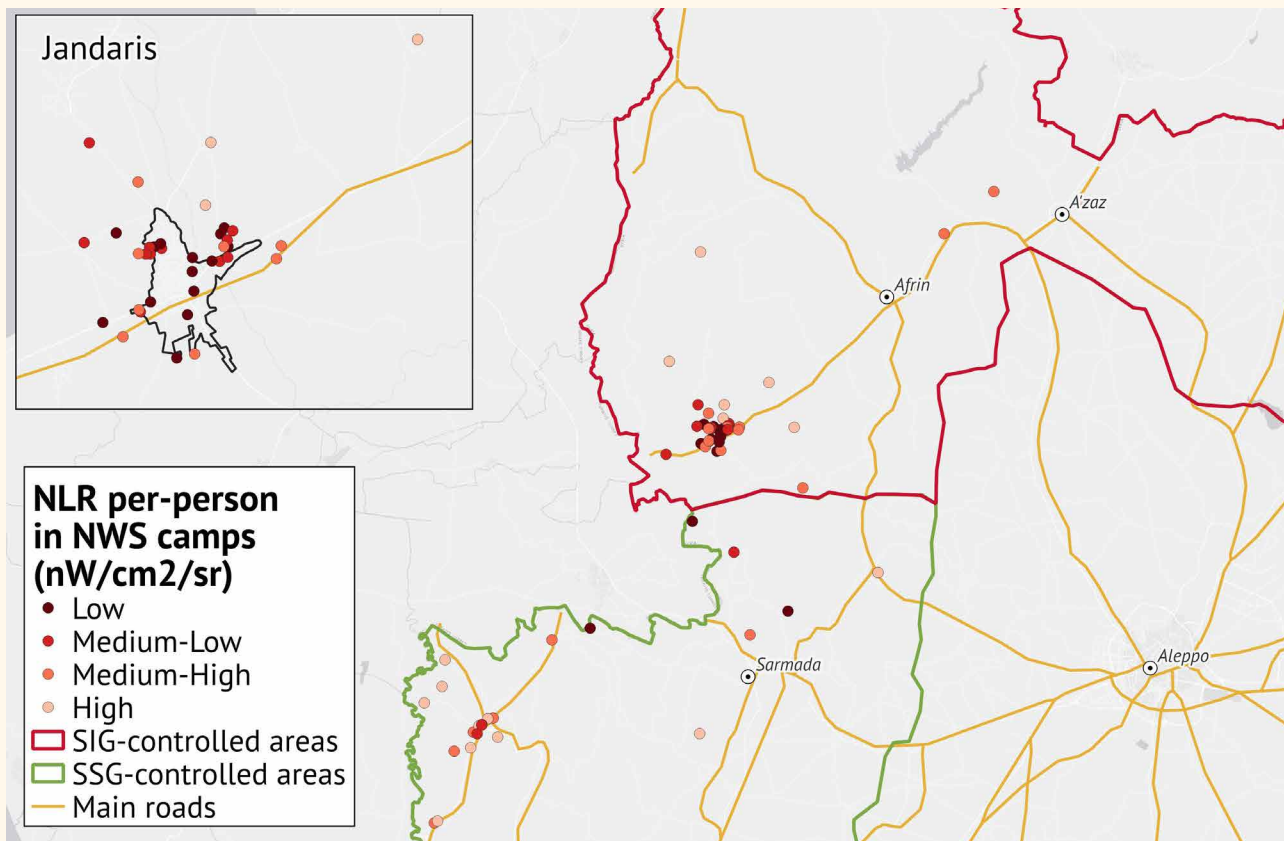 Jandaris
A'zaz
Afrin
Sarmada
Aleppo
NLR per-person
in NWS camps
(nW/cm2/sr)
Low
Medium-Low
Medium-High
High
SIG-controlled areas
SSG-controlled areas
Main roads